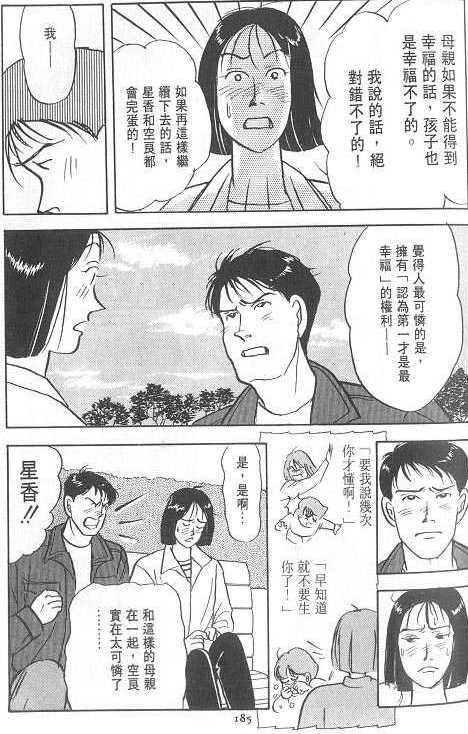 母親如果不能得到
幸福的話，孩子也
是幸福不了的。
我說的話，絕
對錯不了的！
如果再這樣繼
續下去的話，
星香和空良都
會完蛋的！
我——
覺得人最可憐的是，
擁有「認為第一才是最
幸福」的權利——
「要我說幾次
你才懂啊！」
「早知道
就不要生
你了！」
是，是啊…
星香!!
和這樣的母親
在一起，空良
實在太可憐了
………
185